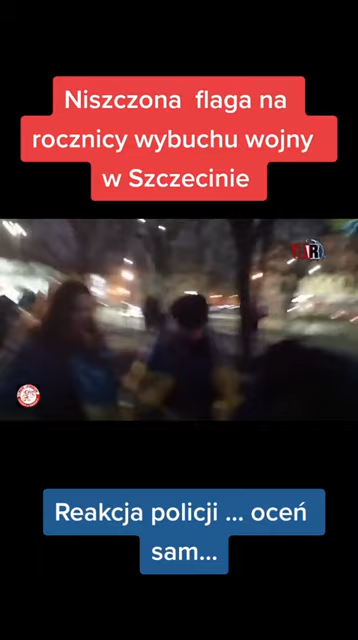 Niszczona flaga na
rocznicy wybuchu wojny
w Szczecinie
Reakcja policji ... oceń
sam...